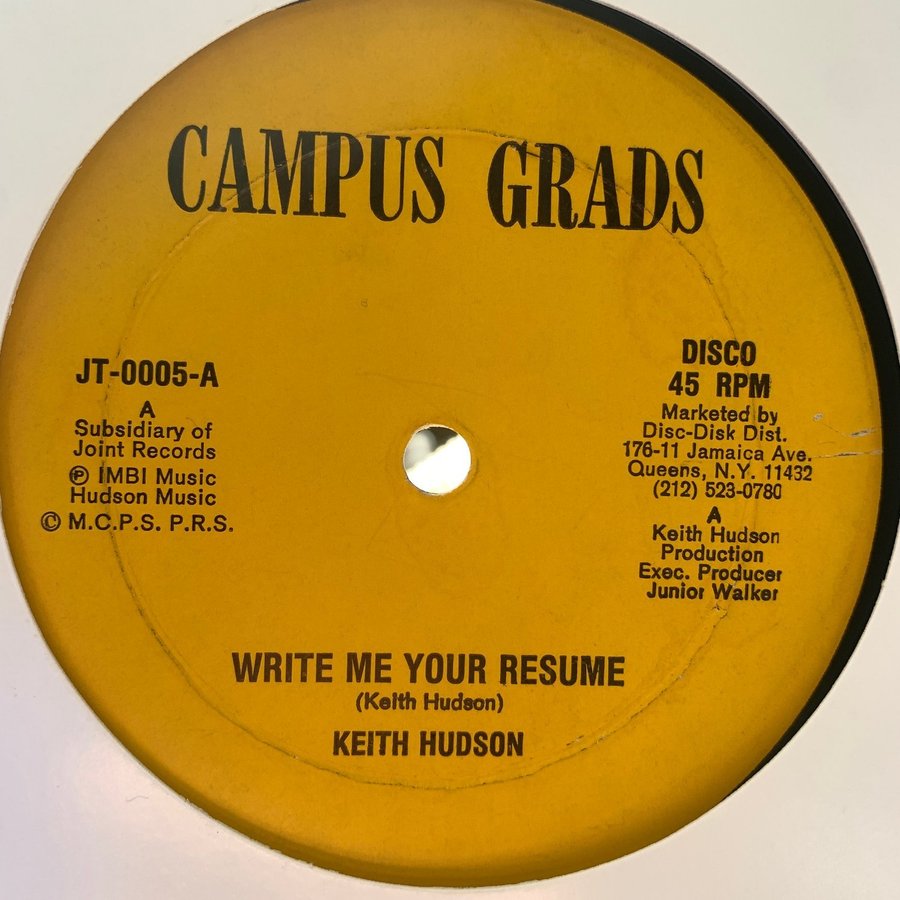 CAMPUS GRADS
JT-0005-A
A
Subsidiary of
Joint Records
℗ IMBI Music
Hudson Music
© M.C.P.S. P.R.S.
DISCO
45 RPM
Marketed by
Disc-Disk Dist.
176-11 Jamaica Ave.
Queens, N.Y. 11432
(212) 523-0780
A
Keith Hudson
Production
Exec. Producer
Junior Walker
WRITE ME YOUR RESUME
(Keith Hudson)
KEITH HUDSON